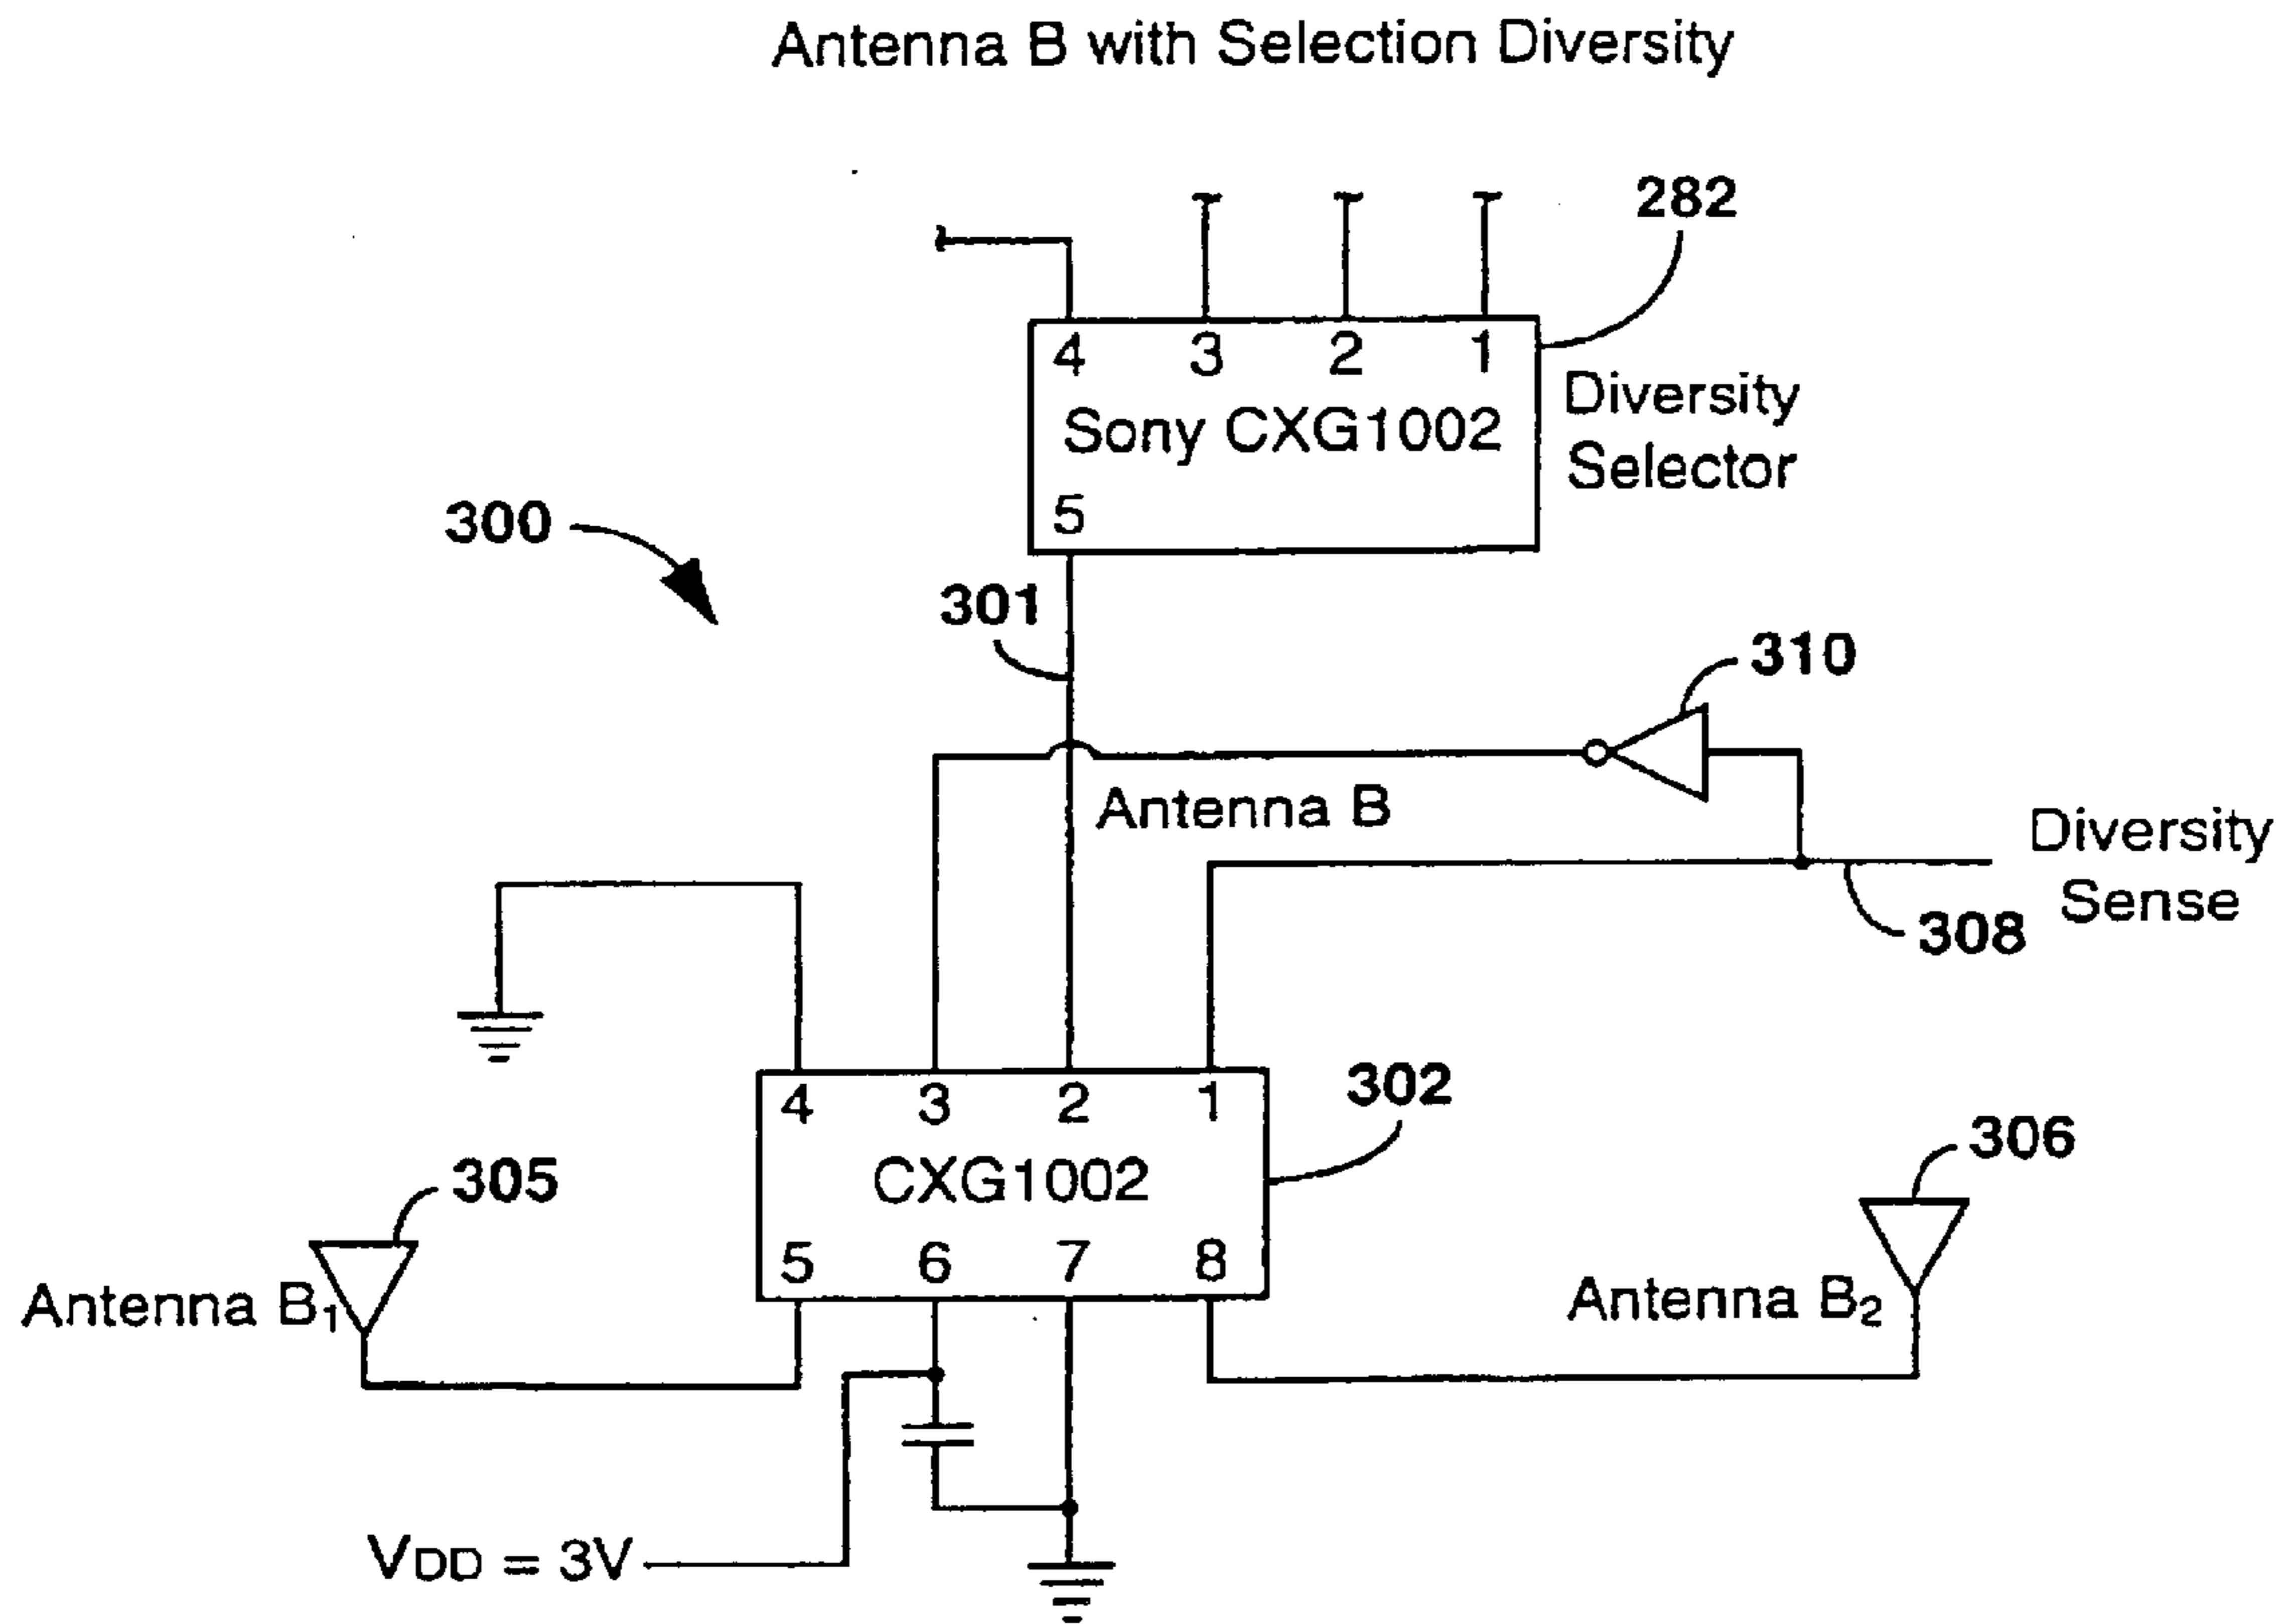 Antenna B with Selection Diversity
282
4 3 2 1
Sony CXG1002
5
Diversity
Selector
300
301
310
Antenna B
Diversity
Sense
308
4 3 2 1
CXG1002
5 6 7 8
302
305
Antenna B₁
306
Antenna B₂
VDD = 3V